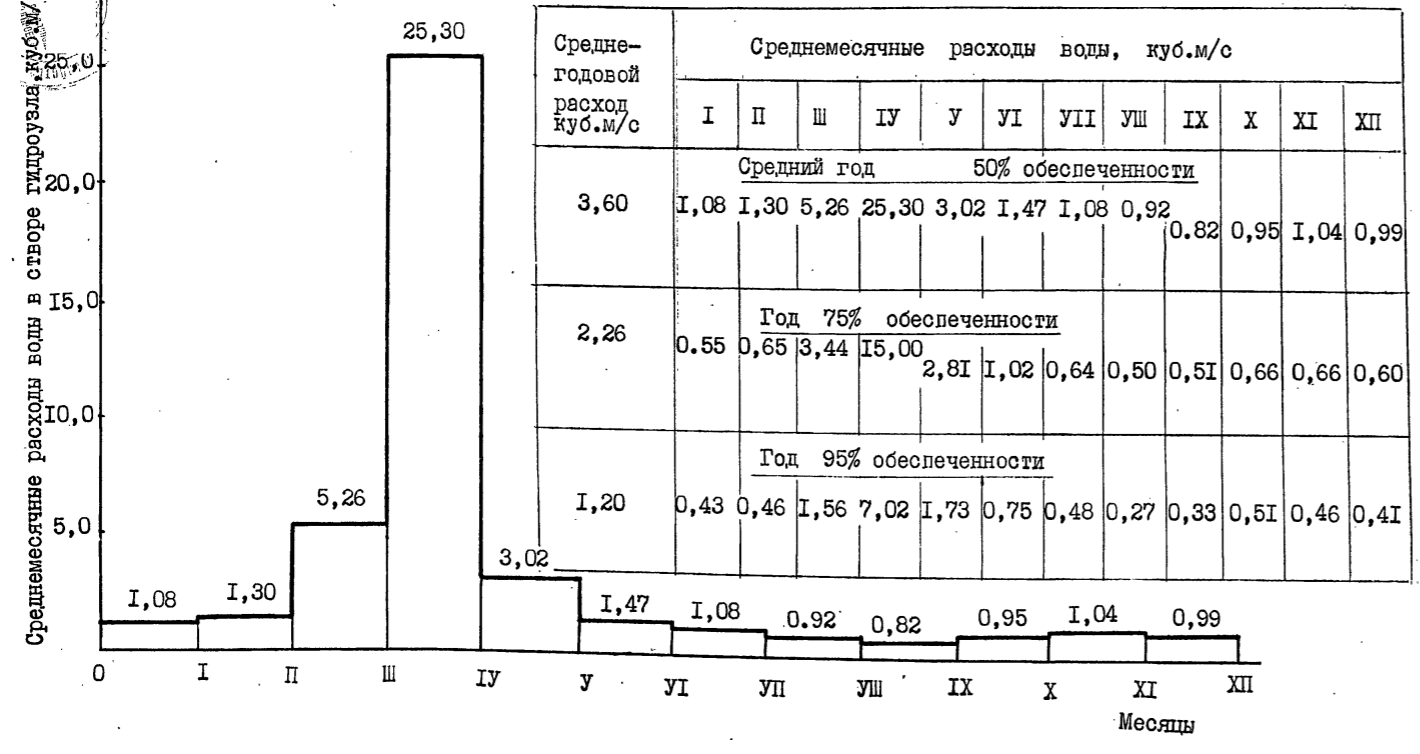 Среднемесячные расходы воды в створе гидроузла, куб.м/
25,0
20,0
I5,0
I0,0
5,0
I,08
I,30
5,26
25,30
3,02
I,47
I,08
0.92
0,82
0,95
I,04
0,99
0
I
П
Ш
IУ
У
УI
УП
УШ
IX
X
XI
ХП
Месяцы
Средне-
годовой
расход
куб.м/с
Среднемесячные расходы воды, куб.м/с
I П Ш IУ У УI УII УШ IX X XI ХП
Средний год 50% обеспеченности
3,60 I,08 I,30 5,26 25,30 3,02 I,47 I,08 0,92 0.82 0,95 I,04 0,99
Год 75% обеспеченности
2,26 0.55 0,65 3,44 I5,00 2,8I I,02 0,64 0,50 0,5I 0,66 0,66 0,60
Год 95% обеспеченности
I,20 0,43 0,46 I,56 7,02 I,73 0,75 0,48 0,27 0,33 0,5I 0,46 0,4I